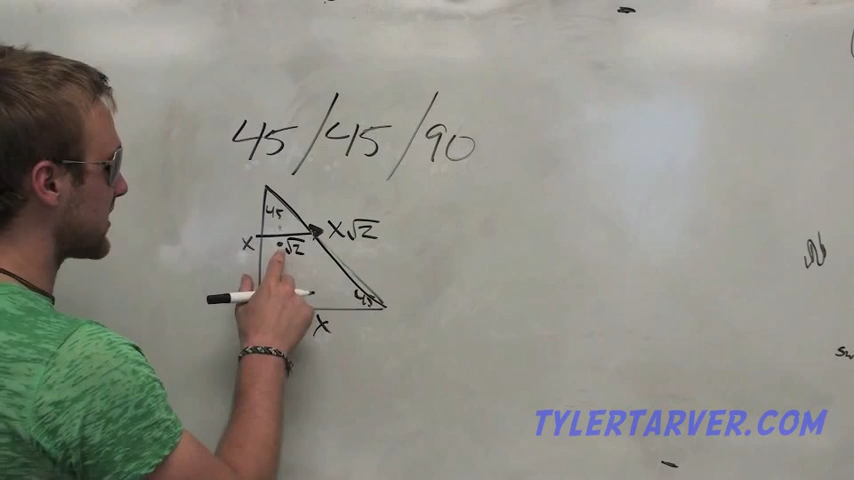 45/45/90
45
x√2
x
•√2
45
x
TYLERTARVER.COM